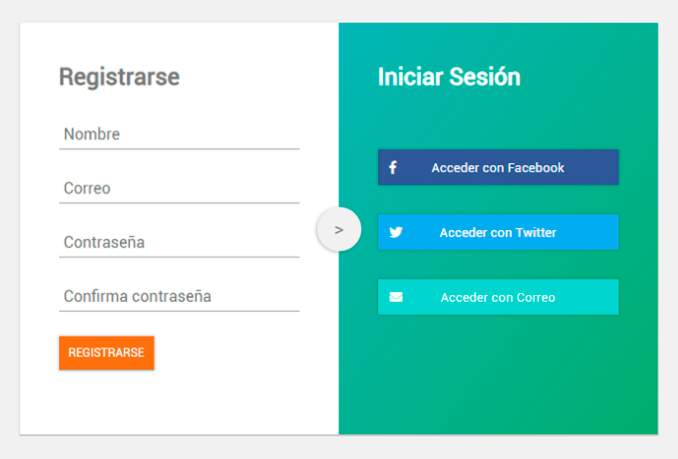 Registrarse
Nombre
Correo
Contraseña
Confirma contraseña
REGISTRARSE
>
Iniciar Sesión
f
Acceder con Facebook
Acceder con Twitter
Acceder con Correo